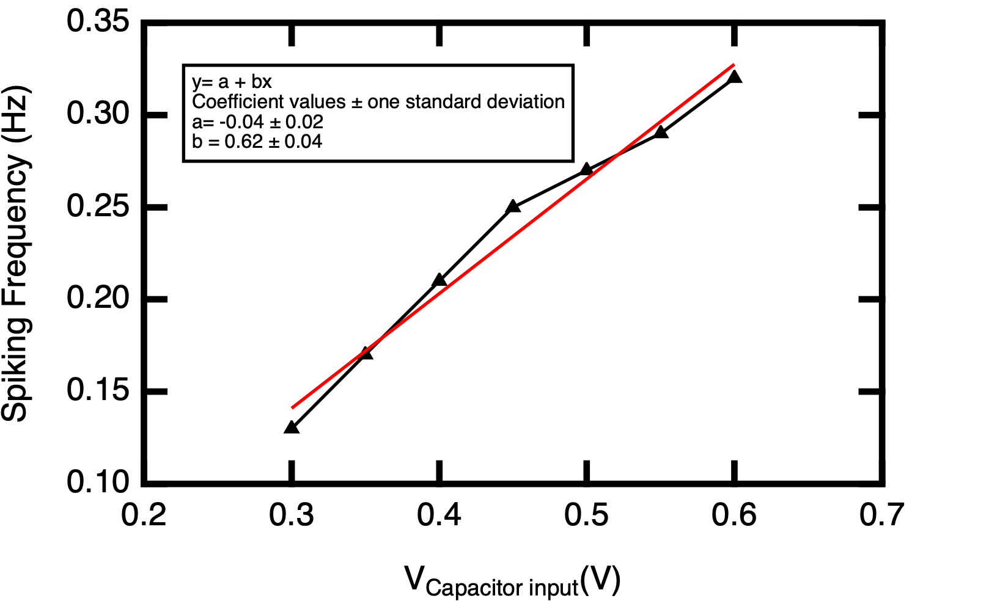 0.35
0.30
0.25
0.20
0.15
0.10
Spiking Frequency (Hz)
y= a + bx
Coefficient values ± one standard deviation
a= -0.04 ± 0.02
b = 0.62 ± 0.04
0.2 0.3 0.4 0.5 0.6 0.7
VCapacitor input(V)